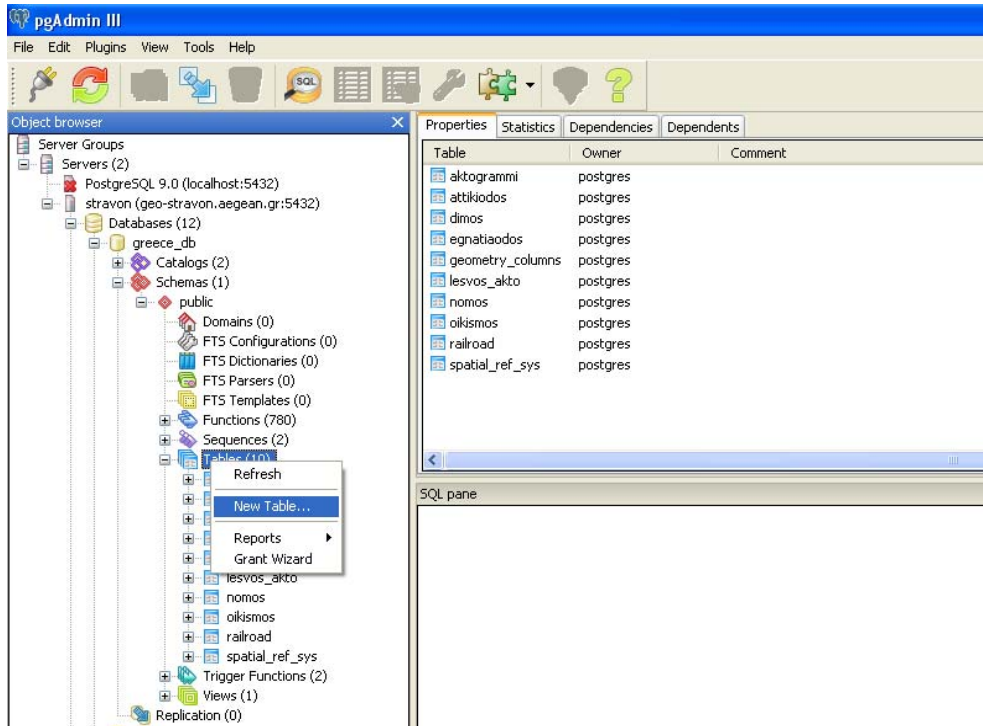 pgAdmin III
File Edit Plugins View Tools Help
SQL
Object browser
Server Groups
Servers (2)
PostgreSQL 9.0 (localhost:5432)
stravon (geo-stravon.aegean.gr:5432)
Databases (12)
greece_db
Catalogs (2)
Schemas (1)
public
Domains (0)
FTS Configurations (0)
FTS Dictionaries (0)
FTS Parsers (0)
FTS Templates (0)
Functions (780)
Sequences (2)
Tables (10)
Refresh
New Table...
Reports
Grant Wizard
lesvos_akto
nomos
oikismos
railroad
spatial_ref_sys
Trigger Functions (2)
Views (1)
Replication (0)
Properties Statistics Dependencies Dependents
Table Owner Comment
aktogrammi postgres
attikiodos postgres
dimos postgres
egnatiaodos postgres
geometry_columns postgres
lesvos_akto postgres
nomos postgres
oikismos postgres
railroad postgres
spatial_ref_sys postgres
SQL pane